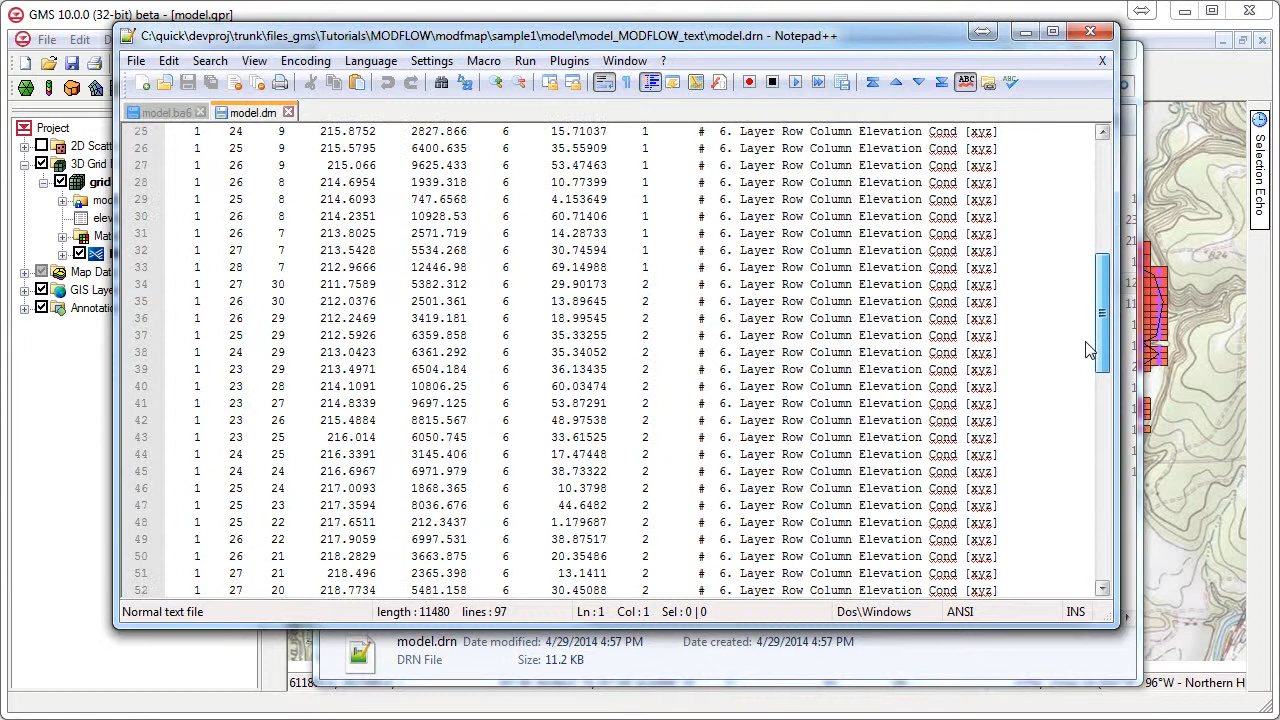 GMS 10.0.0 (32-bit) beta - [model.gpr]
File Edit
C:\quick\devproj\trunk\files_gms\Tutorials\MODFLOW\modfmap\sample1\model\model_MODFLOW_text\model.drn - Notepad++
File Edit Search View Encoding Language Settings Macro Run Plugins Window ? X
model.ba6 model.drn
25 1 24 9 215.8752 2827.866 6 15.71037 1 # 6. Layer Row Column Elevation Cond [xyz]
26 1 25 9 215.5795 6400.635 6 35.55909 1 # 6. Layer Row Column Elevation Cond [xyz]
27 1 26 9 215.066 9625.433 6 53.47463 1 # 6. Layer Row Column Elevation Cond [xyz]
28 1 26 8 214.6954 1939.318 6 10.77399 1 # 6. Layer Row Column Elevation Cond [xyz]
29 1 25 8 214.6093 747.6568 6 4.153649 1 # 6. Layer Row Column Elevation Cond [xyz]
30 1 26 8 214.2351 10928.53 6 60.71406 1 # 6. Layer Row Column Elevation Cond [xyz]
31 1 26 7 213.8025 2571.719 6 14.28733 1 # 6. Layer Row Column Elevation Cond [xyz]
32 1 27 7 213.5428 5534.268 6 30.74594 1 # 6. Layer Row Column Elevation Cond [xyz]
33 1 28 7 212.9666 12446.98 6 69.14988 1 # 6. Layer Row Column Elevation Cond [xyz]
34 1 27 30 211.7589 5382.312 6 29.90173 2 # 6. Layer Row Column Elevation Cond [xyz]
35 1 26 30 212.0376 2501.361 6 13.89645 2 # 6. Layer Row Column Elevation Cond [xyz]
36 1 26 29 212.2469 3419.18 6 18.99545 2 # 6. Layer Row Column Elevation Cond [xyz]
37 1 25 29 212.5926 6359.859 6 35.33255 2 # 6. Layer Row Column Elevation Cond [xyz]
38 1 24 29 213.0423 6361.292 6 35.34052 2 # 6. Layer Row Column Elevation Cond [xyz]
39 1 23 29 213.4971 6504.184 6 36.13433 2 # 6. Layer Row Column Elevation Cond [xyz]
40 1 23 28 214.1091 10806.25 6 60.03474 2 # 6. Layer Row Column Elevation Cond [xyz]
41 1 23 27 214.8339 9697.125 6 53.87291 2 # 6. Layer Row Column Elevation Cond [xyz]
42 1 23 26 215.4884 8815.567 6 48.97538 2 # 6. Layer Row Column Elevation Cond [xyz]
43 1 23 25 216.014 6050.745 6 33.61525 2 # 6. Layer Row Column Elevation Cond [xyz]
44 1 24 25 216.3391 3145.406 6 17.47448 2 # 6. Layer Row Column Elevation Cond [xyz]
45 1 24 24 216.6967 6971.979 6 38.73322 2 # 6. Layer Row Column Elevation Cond [xyz]
46 1 25 24 217.0093 1868.365 6 10.3798 2 # 6. Layer Row Column Elevation Cond [xyz]
47 1 25 23 217.3594 8036.676 6 44.6482 2 # 6. Layer Row Column Elevation Cond [xyz]
48 1 25 22 217.6511 212.3437 6 1.179687 2 # 6. Layer Row Column Elevation Cond [xyz]
49 1 26 22 217.9059 6997.531 6 38.87517 2 # 6. Layer Row Column Elevation Cond [xyz]
50 1 26 21 218.2829 3663.875 6 20.35486 2 # 6. Layer Row Column Elevation Cond [xyz]
51 1 27 21 218.496 2365.398 6 13.1411 2 # 6. Layer Row Column Elevation Cond [xyz]
52 1 27 20 218.7734 5481.158 6 30.45088 2 # 6. Layer Row Column Elevation Cond [xyz]
Normal text file length : 11480 lines : 97 Ln : 1 Col : 1 Sel : 0 | 0 Dos\Windows ANSI INS
Project
2D Scatt
3D Grid
grid
mod
elev
Mat
Map Dat
GIS Laye
Annotatio
Selection Echo
model.drn Date modified: 4/29/2014 4:57 PM Date created: 4/29/2014 4:57 PM
DRN File Size: 11.2 KB
6118
96°W - Northern H